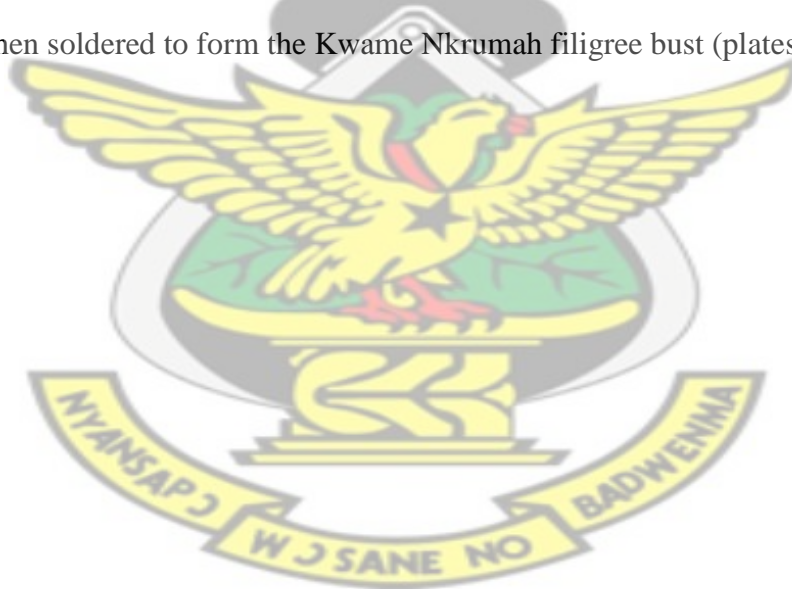 hen soldered to form the Kwame Nkrumah filigree bust (plates
NYANSAPƆ
WƆSANE NO
BADWENMA